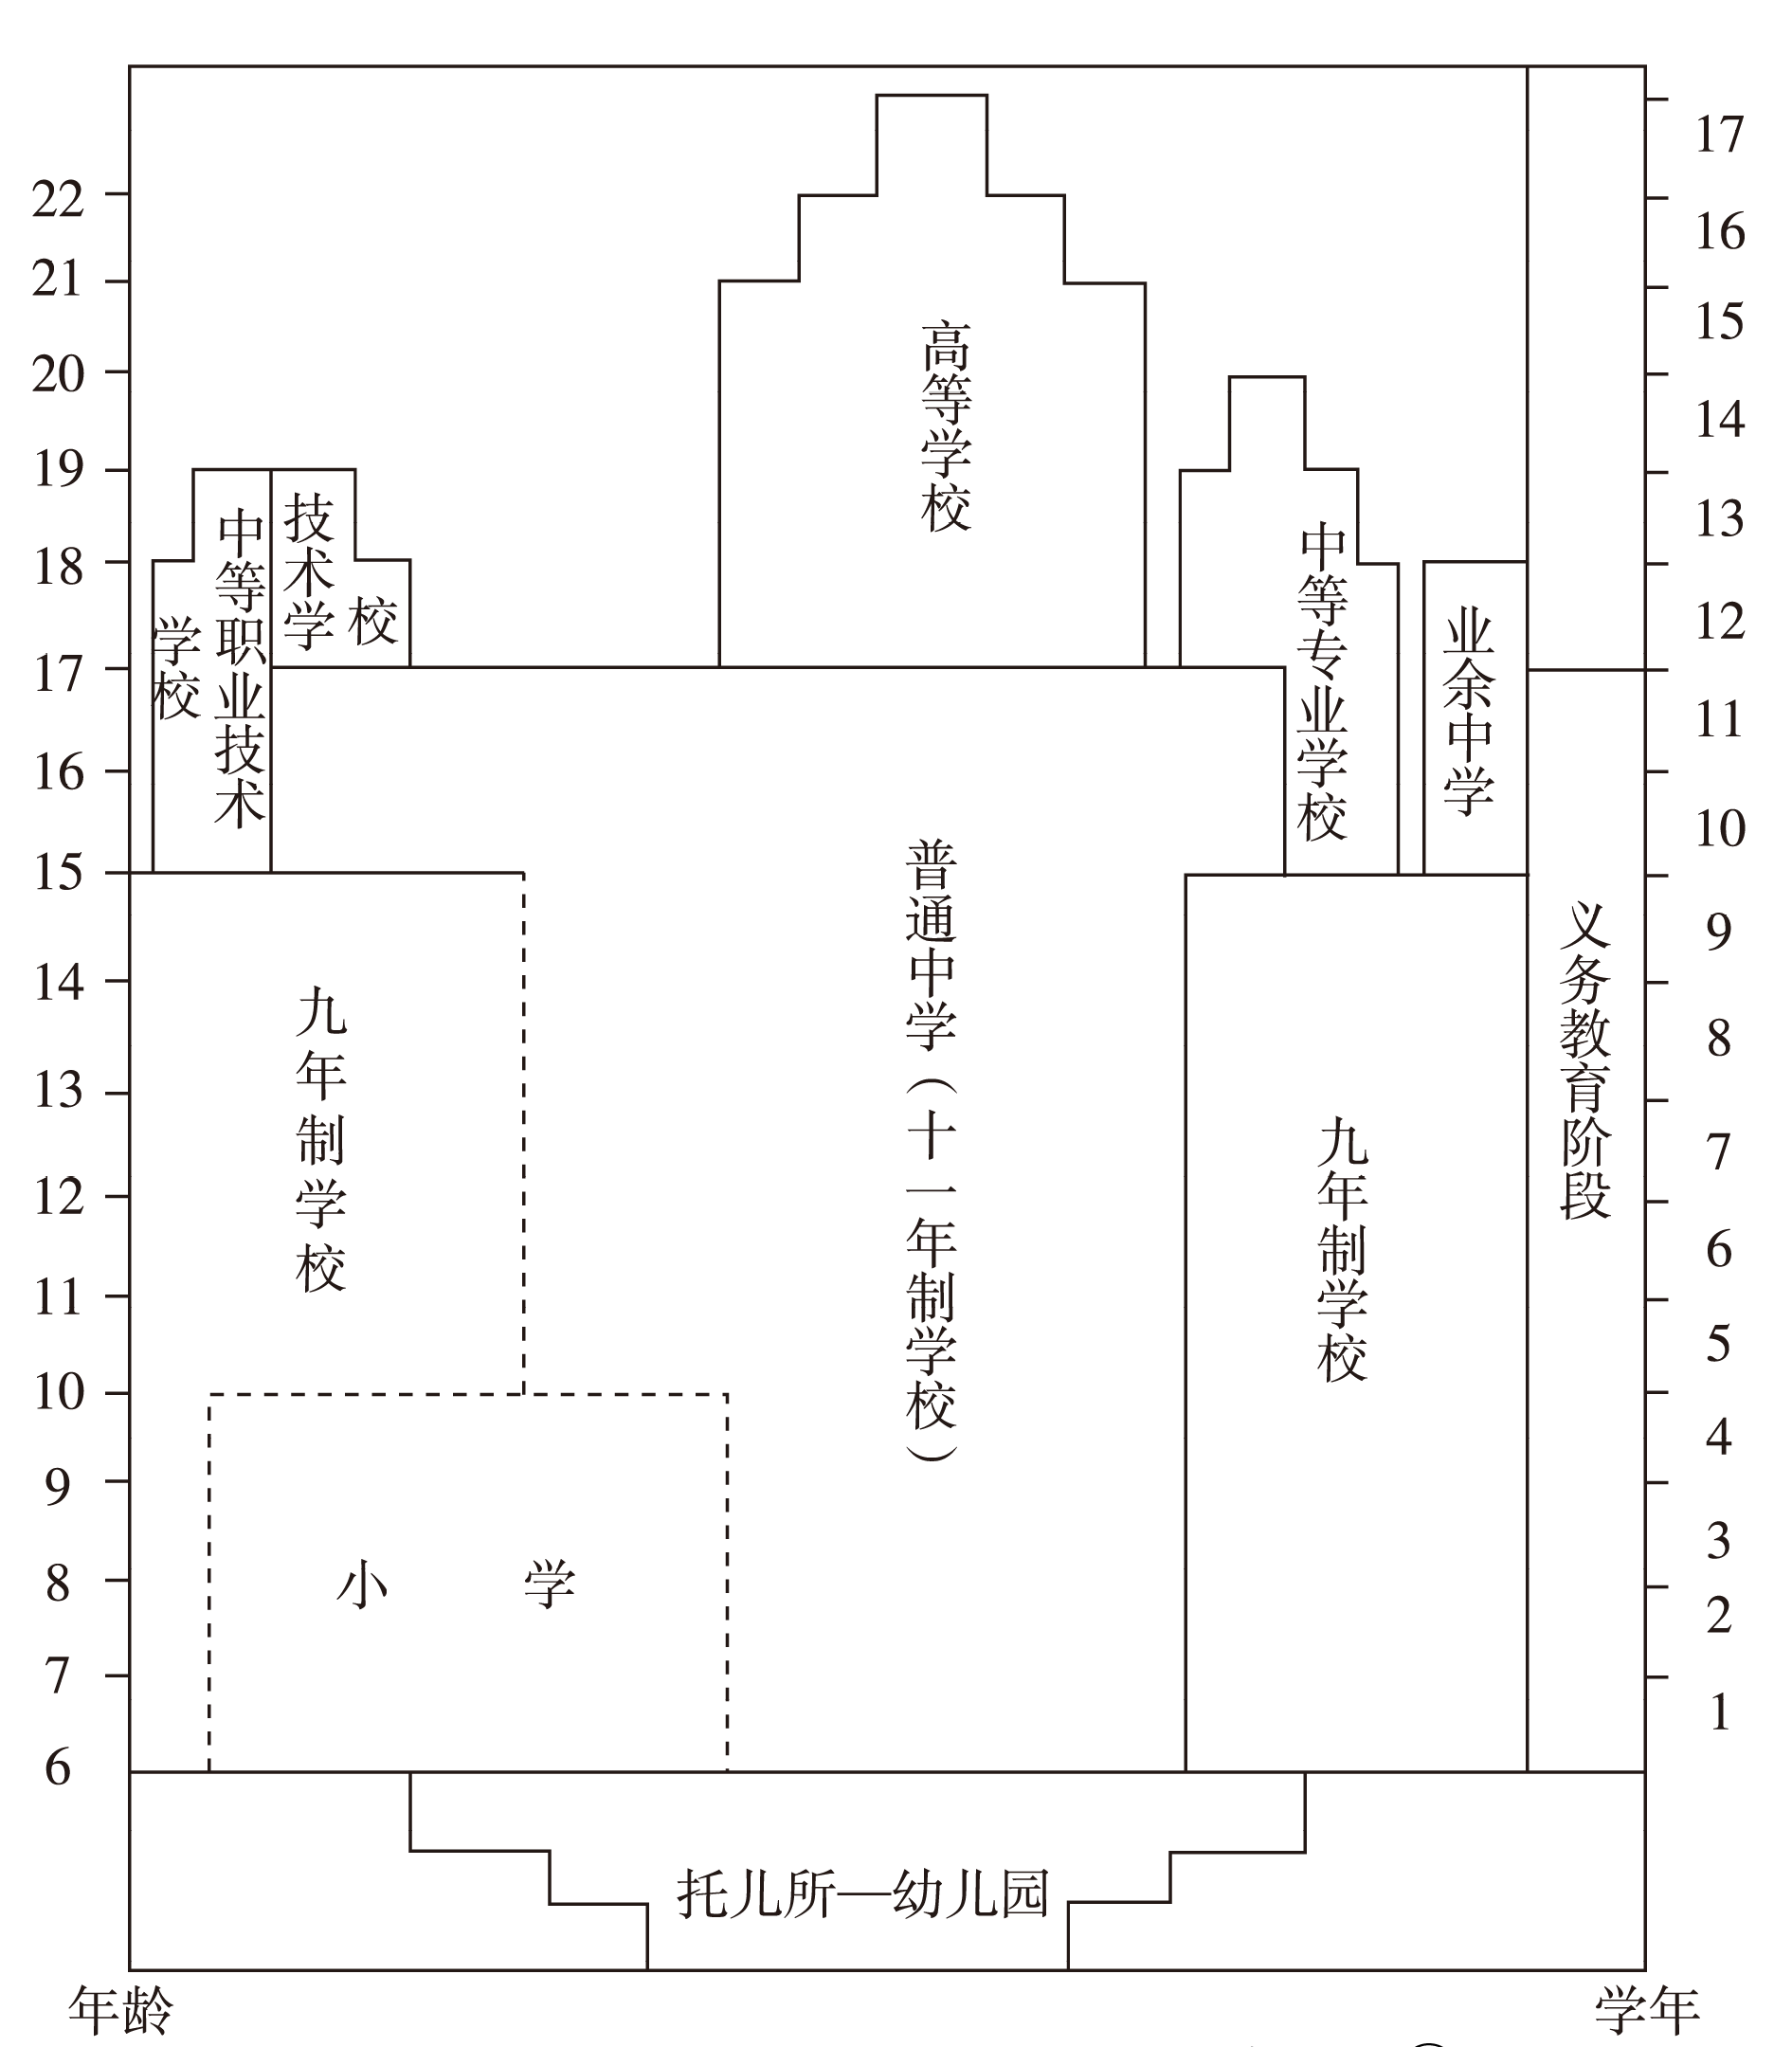 22
21
20
19
18
17
16
15
14
13
12
11
10
9
8
7
6
年龄
中等职业技术
学校
技术学
校
高等学校
中等专业学校
业余中学
九年制学校
普通中学（十一年制学校）
九年制学校
义务教育阶段
小 学
托儿所—幼儿园
17
16
15
14
13
12
11
10
9
8
7
6
5
4
3
2
1
学年